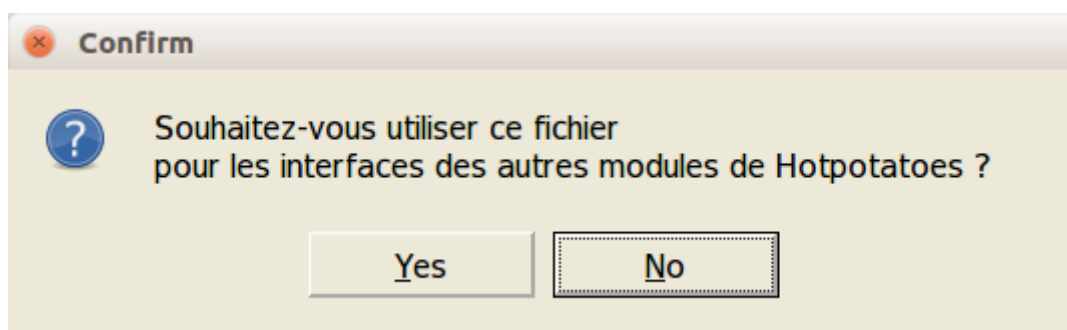 Confirm
Souhaitez-vous utiliser ce fichier
pour les interfaces des autres modules de Hotpotatoes ?
Yes
No